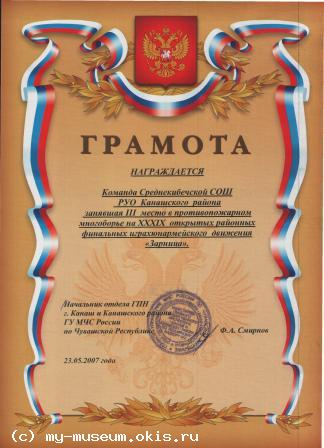 ГРАМОТА
НАГРАЖДАЕТСЯ
Команда Среднекибечской СОШ
РУО Канашского района
занявшая III место в противопожарном
многоборье на XXXIX открытых районных
финальных играхюнармейского движения
«Зарница».
Начальник отдела ГПН
г. Канаш и Канашского района
ГУ МЧС России
по Чувашской Республике
Ф.А. Смирнов
23.05.2007 года
(c) my-museum.okis.ru